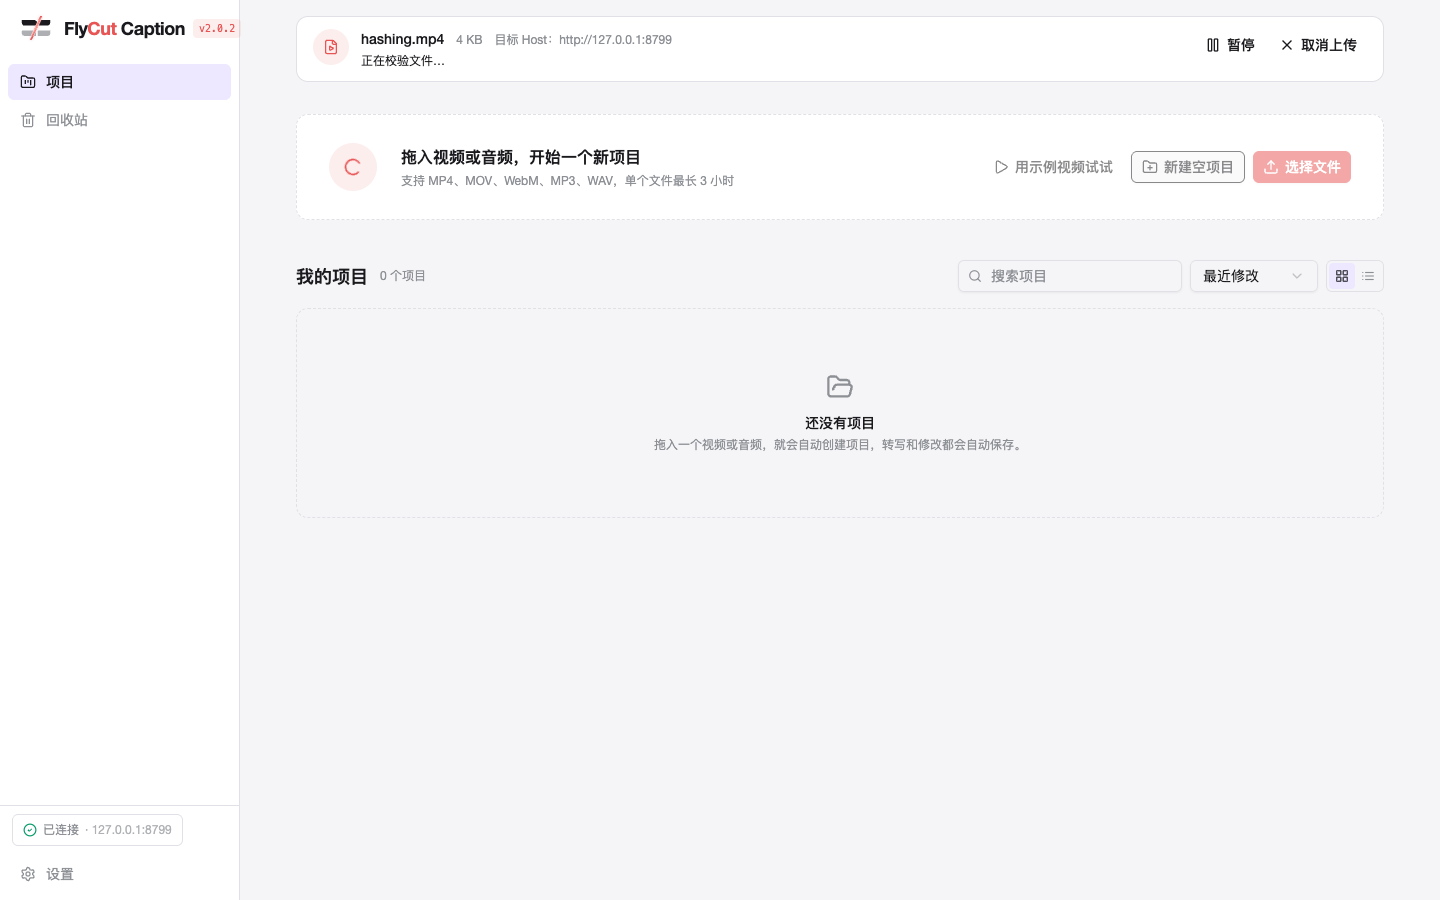 FlyCut Caption v2.0.2
项目
回收站
已连接 · 127.0.0.1:8799
设置
hashing.mp4 4 KB 目标 Host：http://127.0.0.1:8799
正在校验文件...
暂停
取消上传
拖入视频或音频，开始一个新项目
支持 MP4、MOV、WebM、MP3、WAV，单个文件最长 3 小时
用示例视频试试
新建空项目
选择文件
我的项目 0 个项目
搜索项目
最近修改
还没有项目
拖入一个视频或音频，就会自动创建项目，转写和修改都会自动保存。